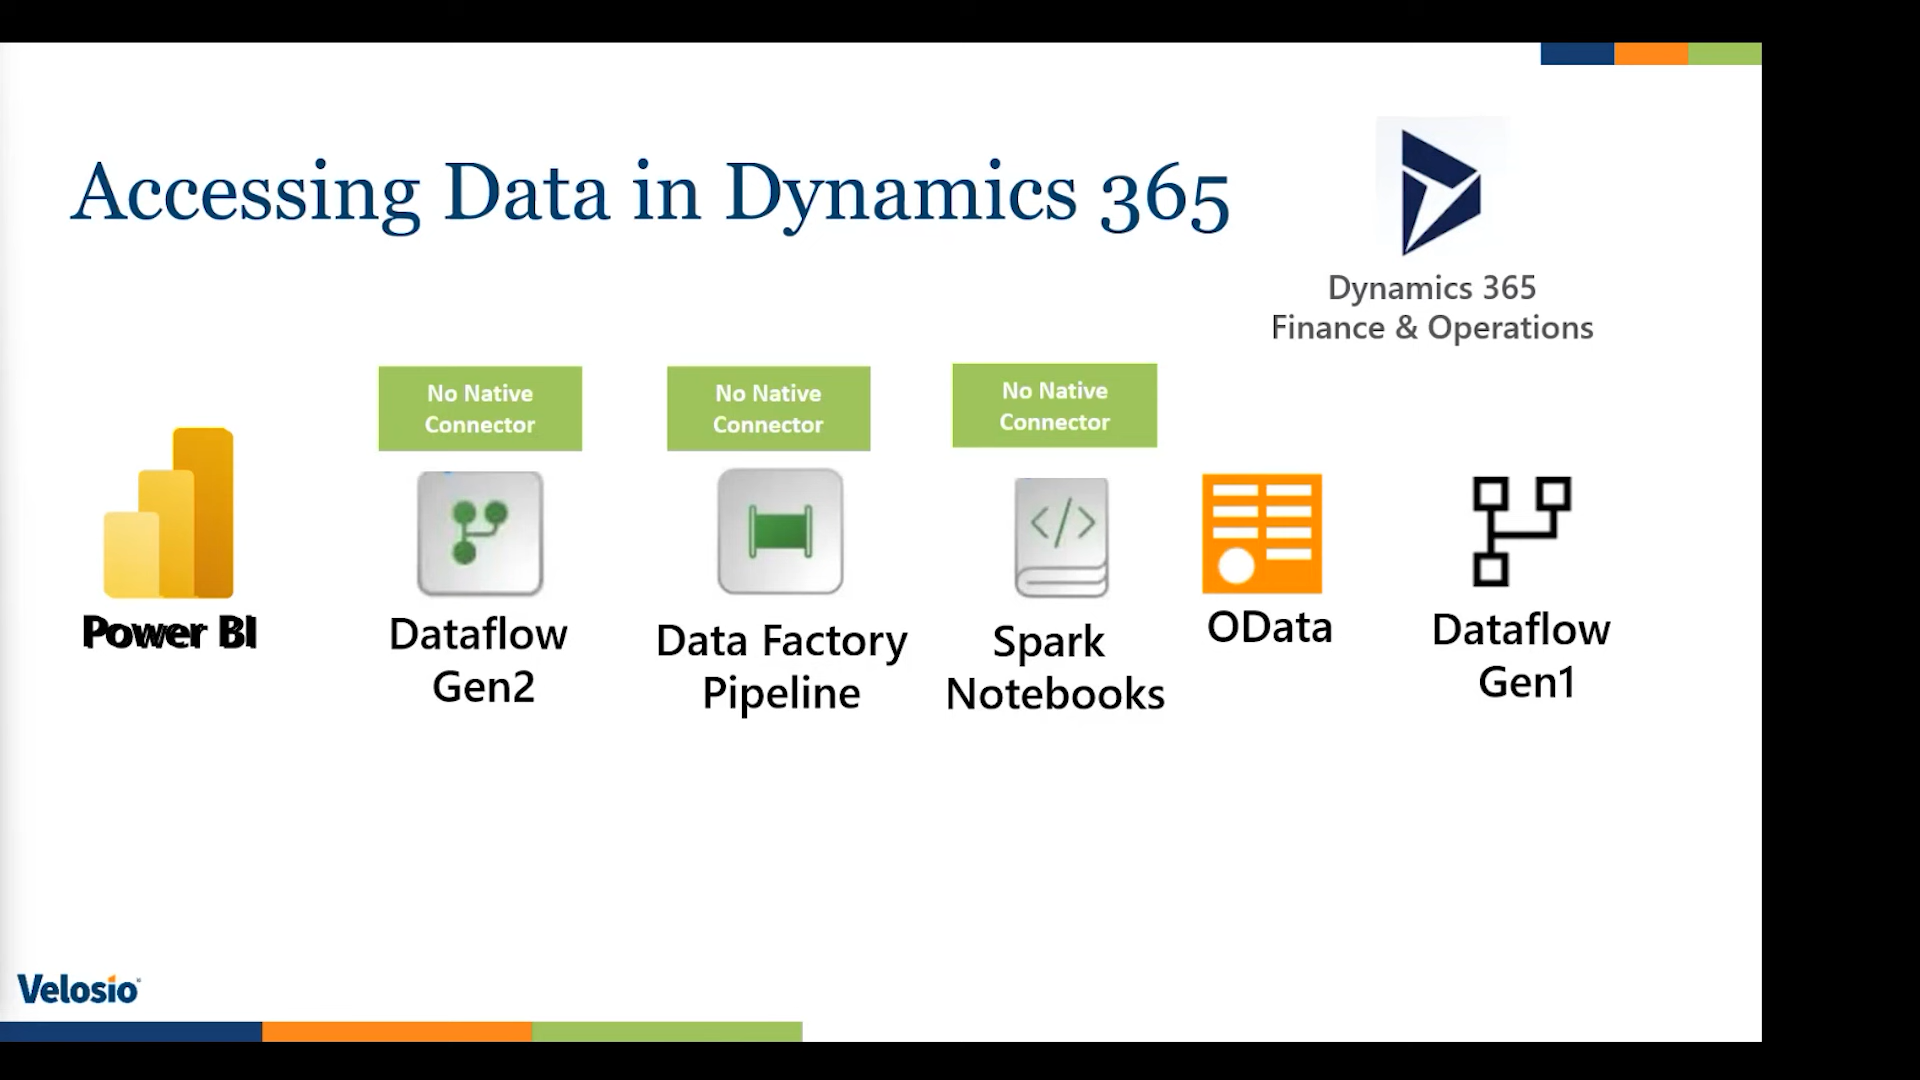 Accessing Data in Dynamics 365
Dynamics 365
Finance & Operations
No Native
Connector
No Native
Connector
No Native
Connector
Power BI
Dataflow
Gen2
Data Factory
Pipeline
Spark
Notebooks
OData
Dataflow
Gen1
Velosio